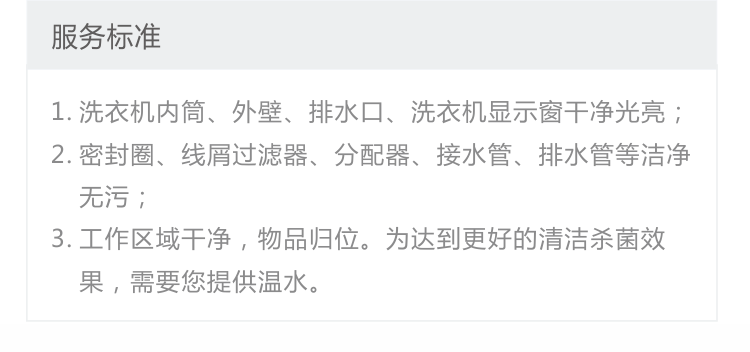 服务标准
1. 洗衣机内筒、外壁、排水口、洗衣机显示窗干净光亮；
2. 密封圈、线屑过滤器、分配器、接水管、排水管等洁净
无污；
3. 工作区域干净，物品归位。为达到更好的清洁杀菌效
果，需要您提供温水。